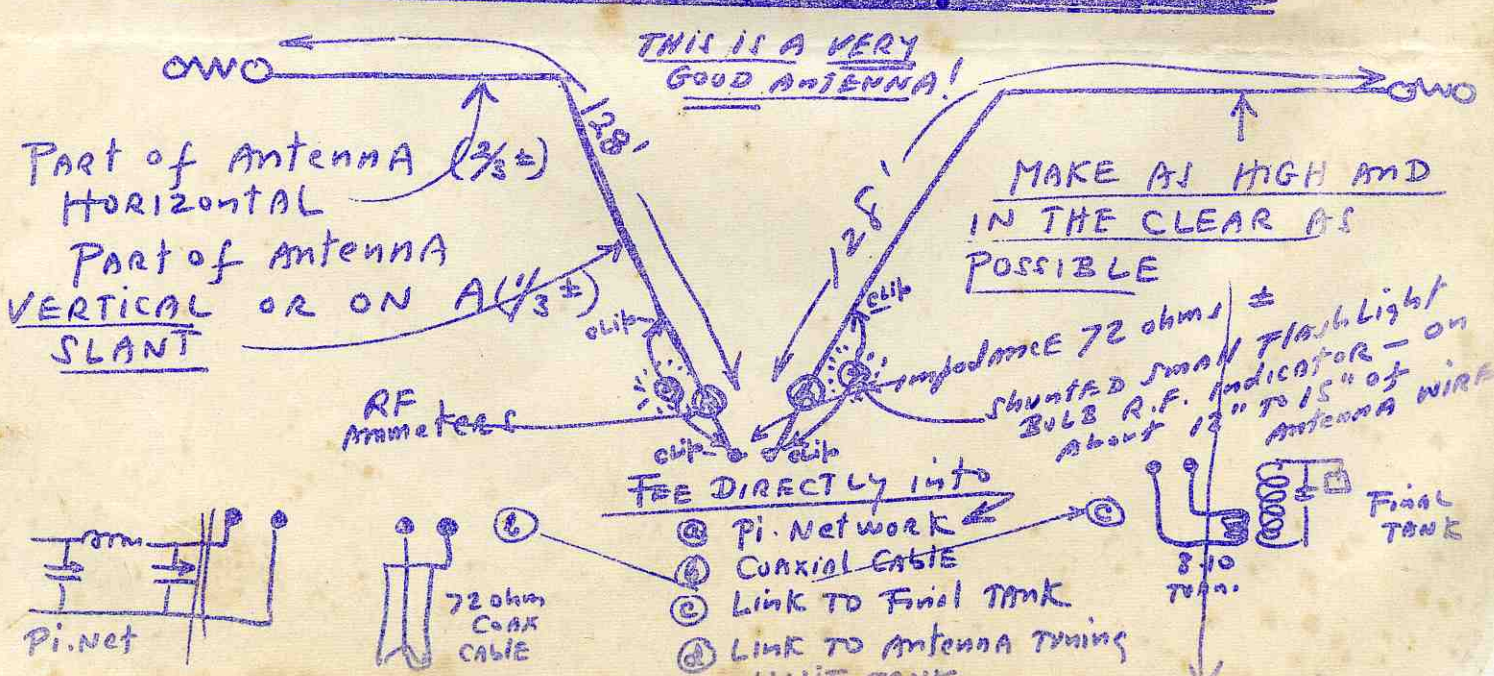 THIS IS A VERY
GOOD ANTENNA!
128'
PART of ANTENNA (2/3 ±)
HORIZONTAL
PART of ANTENNA
VERTICAL OR ON A (1/3 ±)
SLANT
128'
MAKE AS HIGH AND
IN THE CLEAR AS
POSSIBLE
clip
clip
impedance 72 ohms ±
SHUNTED small Flashlight
BULB R.F. INDICATOR - ON
About 12" TO 15" of
Antenna WIRE
RF
Ammeters
clip
clip
FEE DIRECTLY into
(a) Pi. Network
(b) COAXIAL CABLE
(c) LINK TO Final TANK
(d) LINK TO Antenna Tuning
UNIT TANK
Pi.Net
72 ohm
COAX
CABLE
(b)
(c)
8-10
TURN.
FINAL
TANK